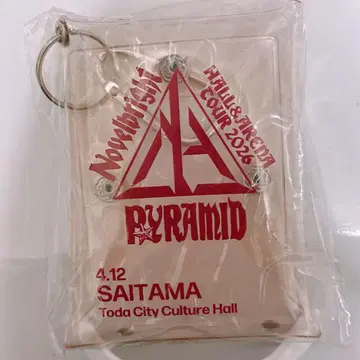 Novelbright
HALL&ARENA
TOUR 2026
PYRAMID
4.12
SAITAMA
Toda City Culture Hall